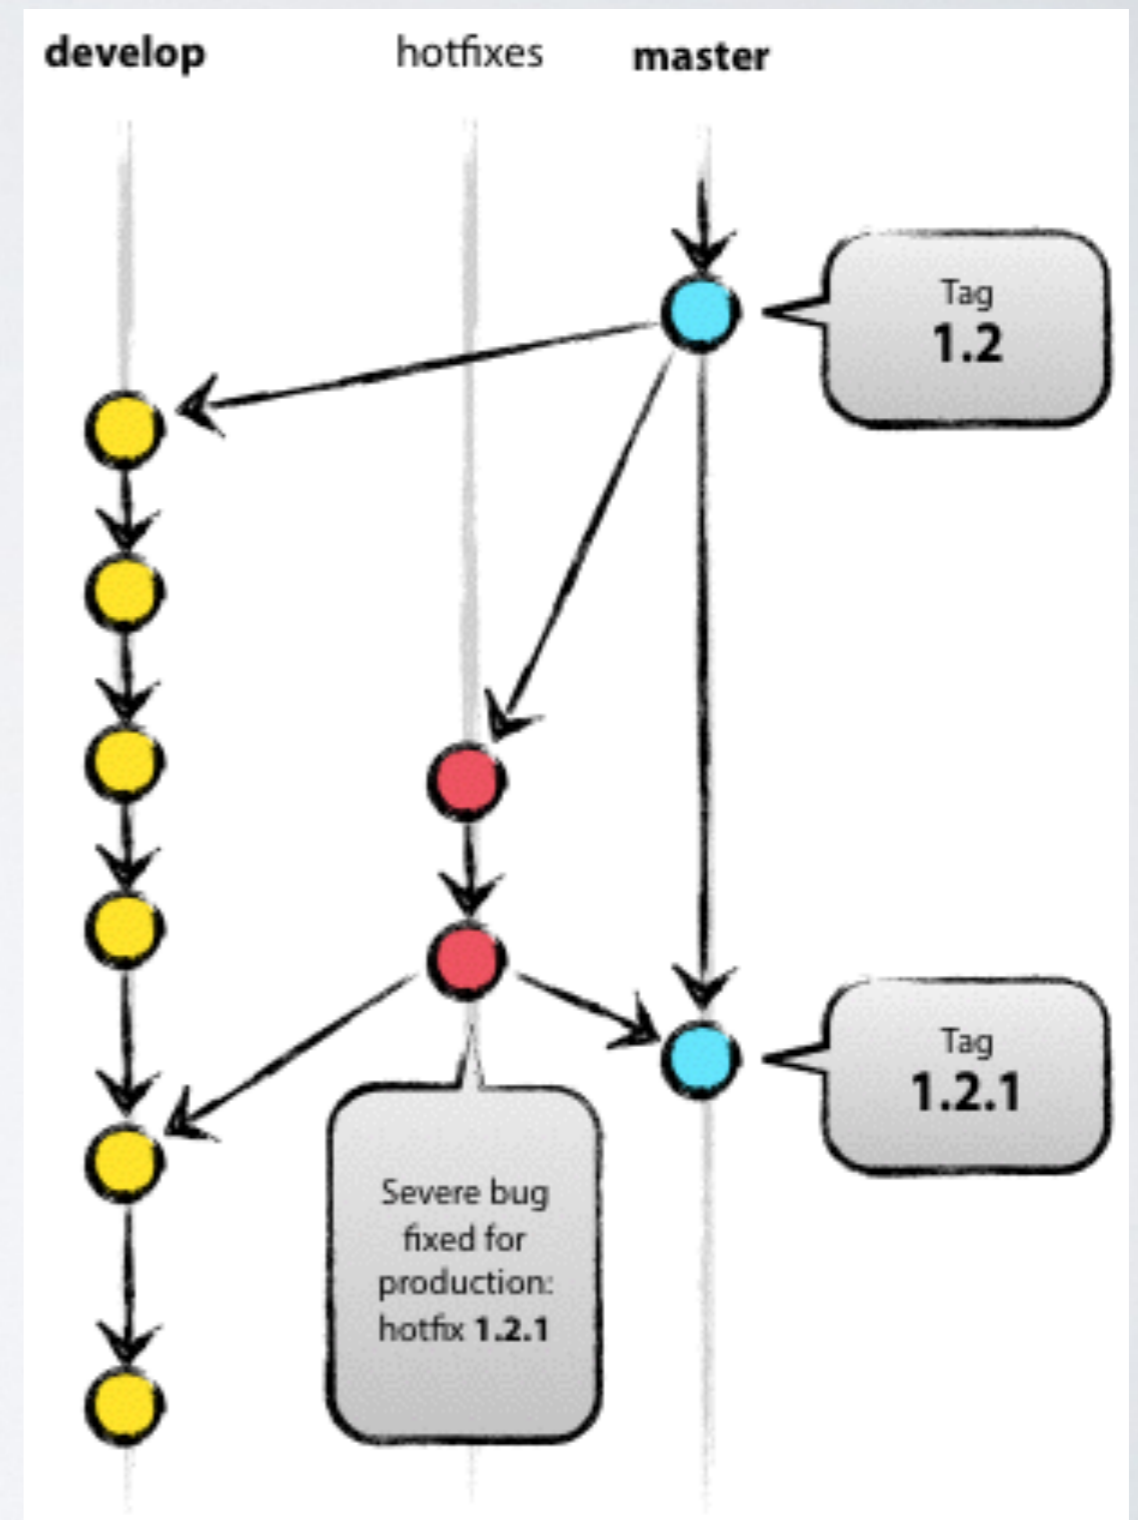 develop
hotfixes
master
Tag
1.2
Tag
1.2.1
Severe bug
fixed for
production:
hotfix 1.2.1